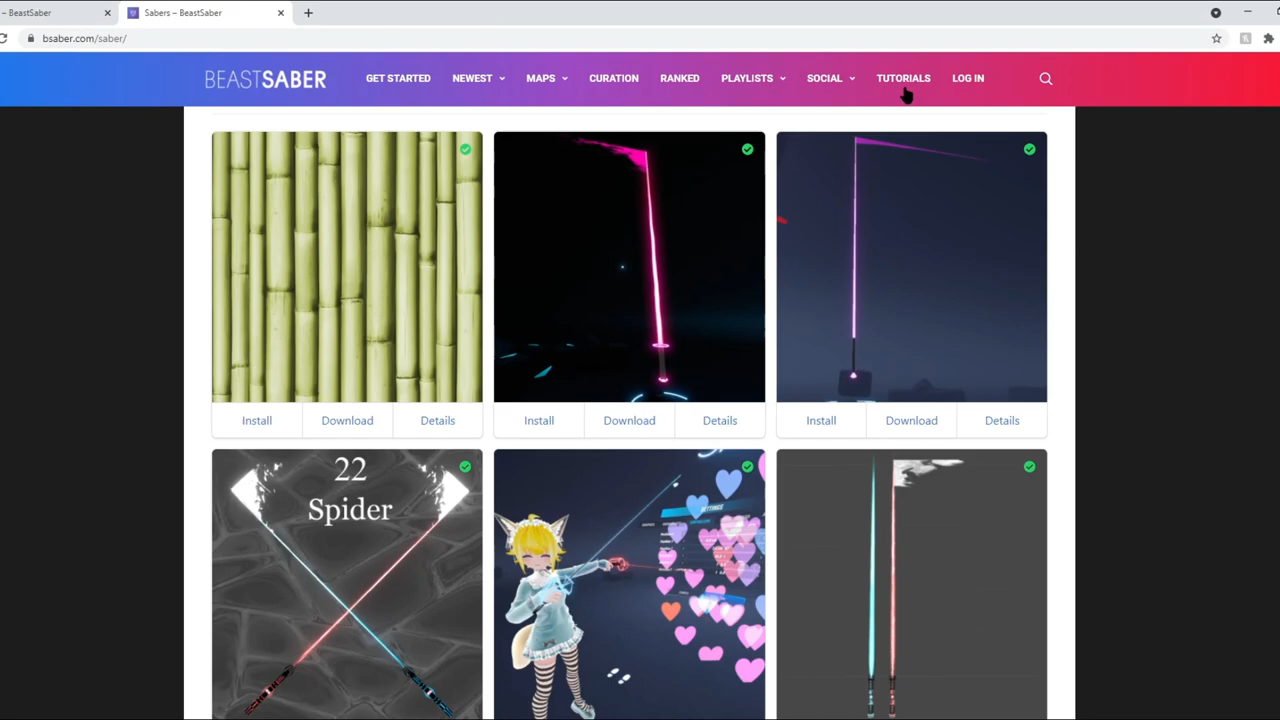 – BeastSaber
Sabers – BeastSaber
bsaber.com/saber/
BEASTSABER
GET STARTED
NEWEST
MAPS
CURATION
RANKED
PLAYLISTS
SOCIAL
TUTORIALS
LOG IN
Install
Download
Details
Install
Download
Details
Install
Download
Details
22
Spider
SETTINGS